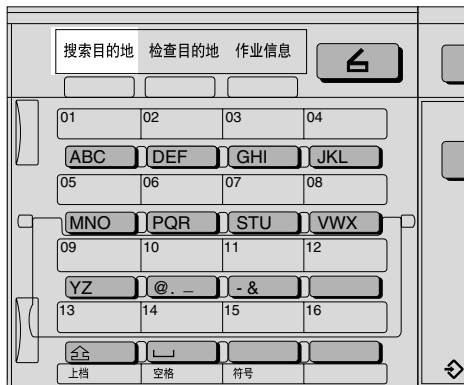 搜索目的地 检查目的地 作业信息
01 02 03 04
ABC DEF GHI JKL
05 06 07 08
MNO PQR STU VWX
09 10 11 12
YZ @. _ - &
13 14 15 16
上档 空格 符号